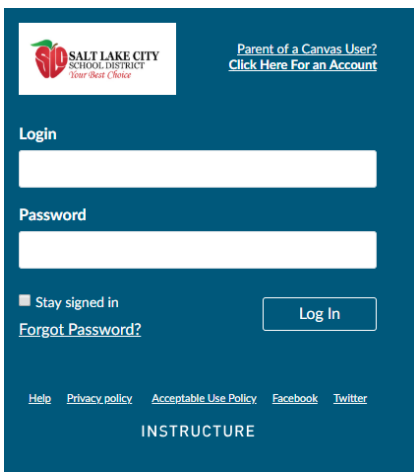 SALT LAKE CITY
SCHOOL DISTRICT
Your Best Choice
Parent of a Canvas User?
Click Here For an Account
Login
Password
Stay signed in
Log In
Forgot Password?
Help Privacy policy Acceptable Use Policy Facebook Twitter
INSTRUCTURE